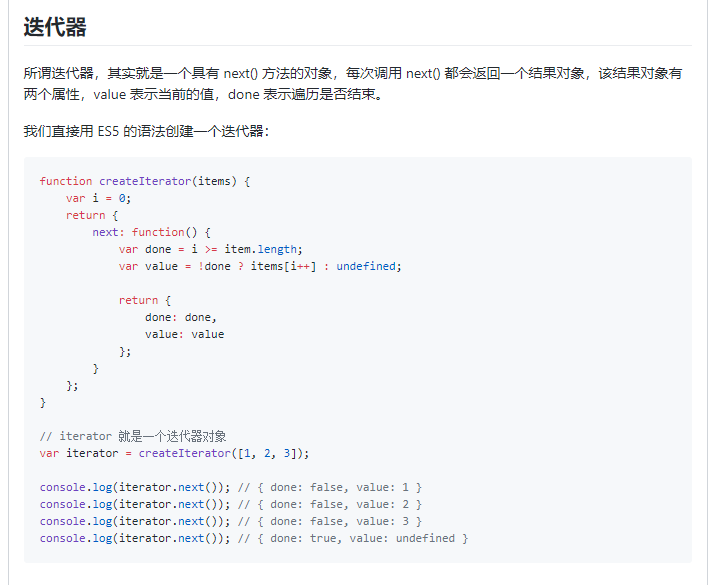 迭代器
所谓迭代器，其实就是一个具有 next() 方法的对象，每次调用 next() 都会返回一个结果对象，该结果对象有
两个属性，value 表示当前的值，done 表示遍历是否结束。
我们直接用 ES5 的语法创建一个迭代器：
function createIterator(items) {
    var i = 0;
    return {
        next: function() {
            var done = i >= item.length;
            var value = !done ? items[i++] : undefined;
            return {
                done: done,
                value: value
            };
        }
    };
}
// iterator 就是一个迭代器对象
var iterator = createIterator([1, 2, 3]);
console.log(iterator.next()); // { done: false, value: 1 }
console.log(iterator.next()); // { done: false, value: 2 }
console.log(iterator.next()); // { done: false, value: 3 }
console.log(iterator.next()); // { done: true, value: undefined }